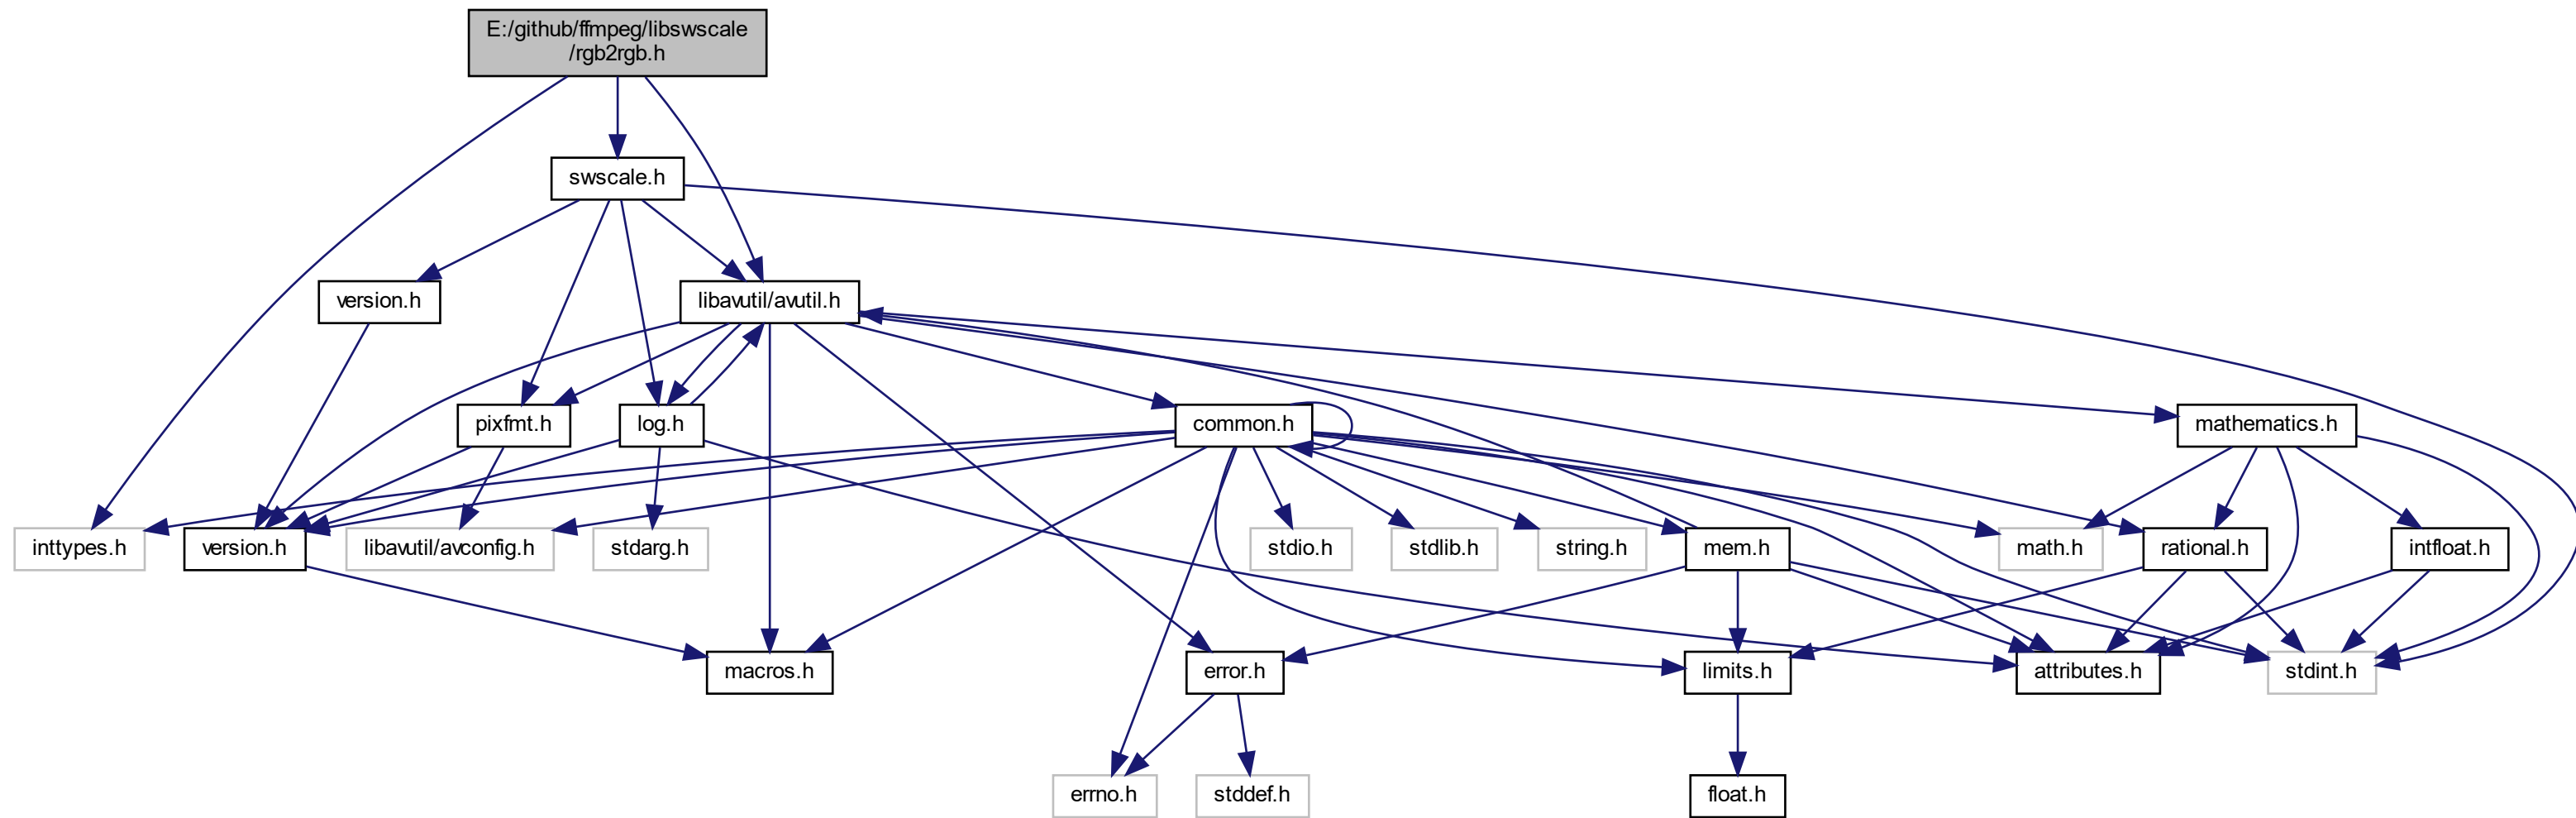 E:/github/ffmpeg/libswscale
/rgb2rgb.h
swscale.h
version.h
libavutil/avutil.h
pixfmt.h
log.h
common.h
mathematics.h
inttypes.h
version.h
libavutil/avconfig.h
stdarg.h
stdio.h
stdlib.h
string.h
mem.h
math.h
rational.h
intfloat.h
macros.h
error.h
limits.h
attributes.h
stdint.h
errno.h
stddef.h
float.h